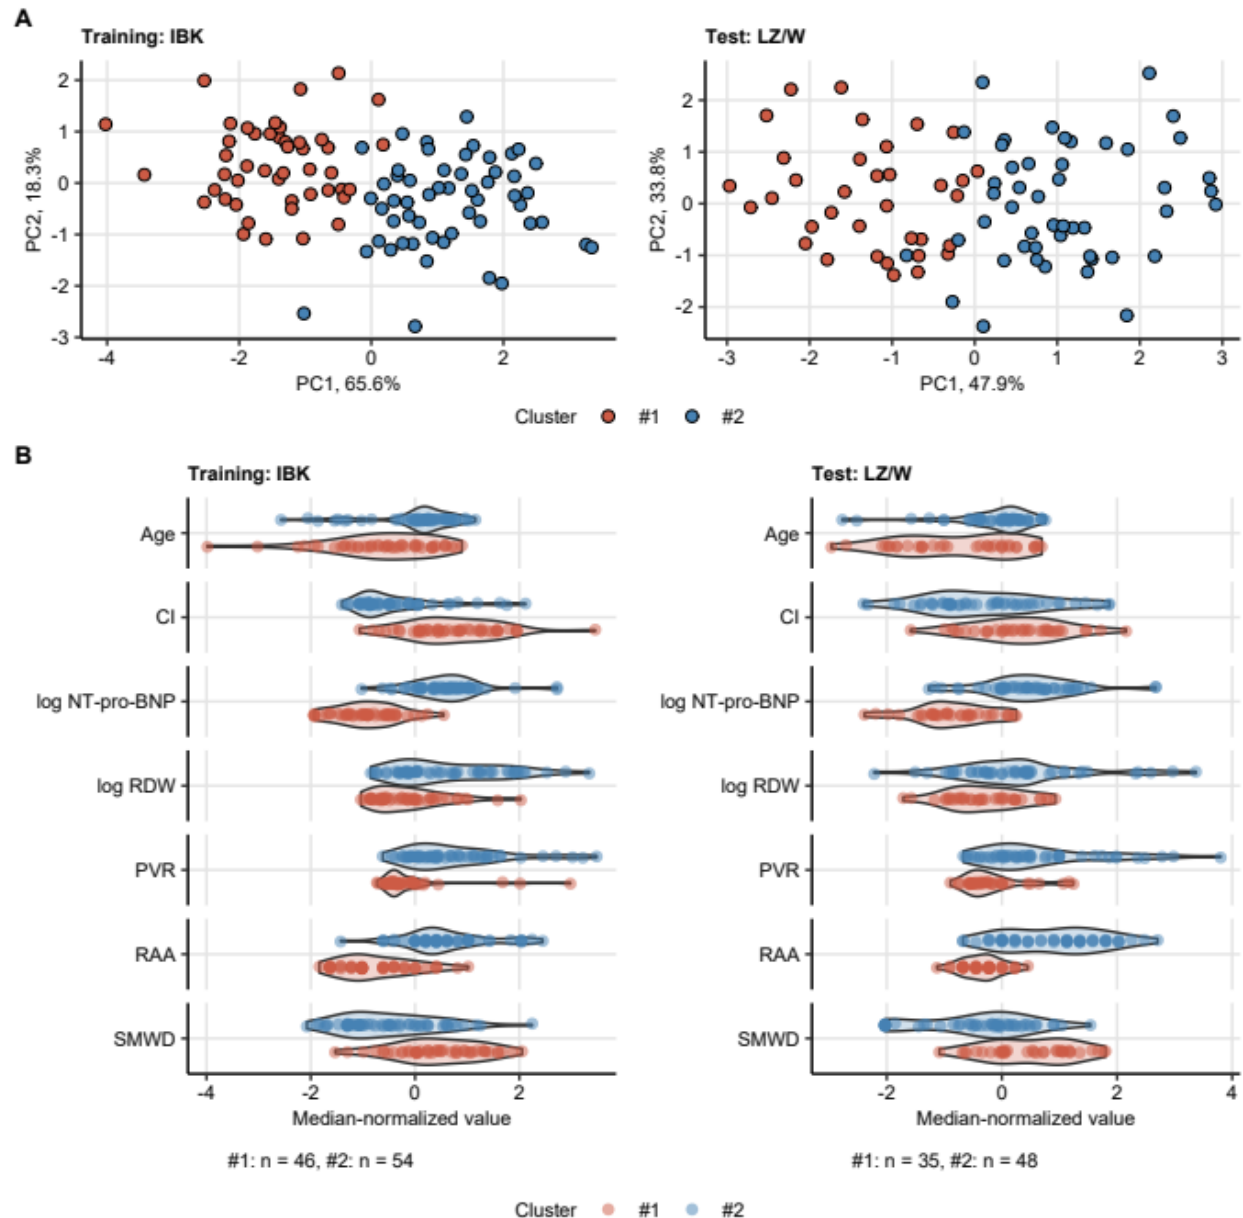 A
Training: IBK
Test: LZ/W
PC2, 18.3%
2
1
0
-1
-2
-3
-4
-2
0
2
PC1, 65.6%
PC2, 33.8%
2
1
0
-1
-2
-3
-2
-1
0
1
2
3
PC1, 47.9%
Cluster #1 #2
B
Training: IBK
Test: LZ/W
Age
CI
log NT-pro-BNP
log RDW
PVR
RAA
SMWD
-4
-2
0
2
Median-normalized value
#1: n = 46, #2: n = 54
Age
CI
log NT-pro-BNP
log RDW
PVR
RAA
SMWD
-2
0
2
4
Median-normalized value
#1: n = 35, #2: n = 48
Cluster #1 #2